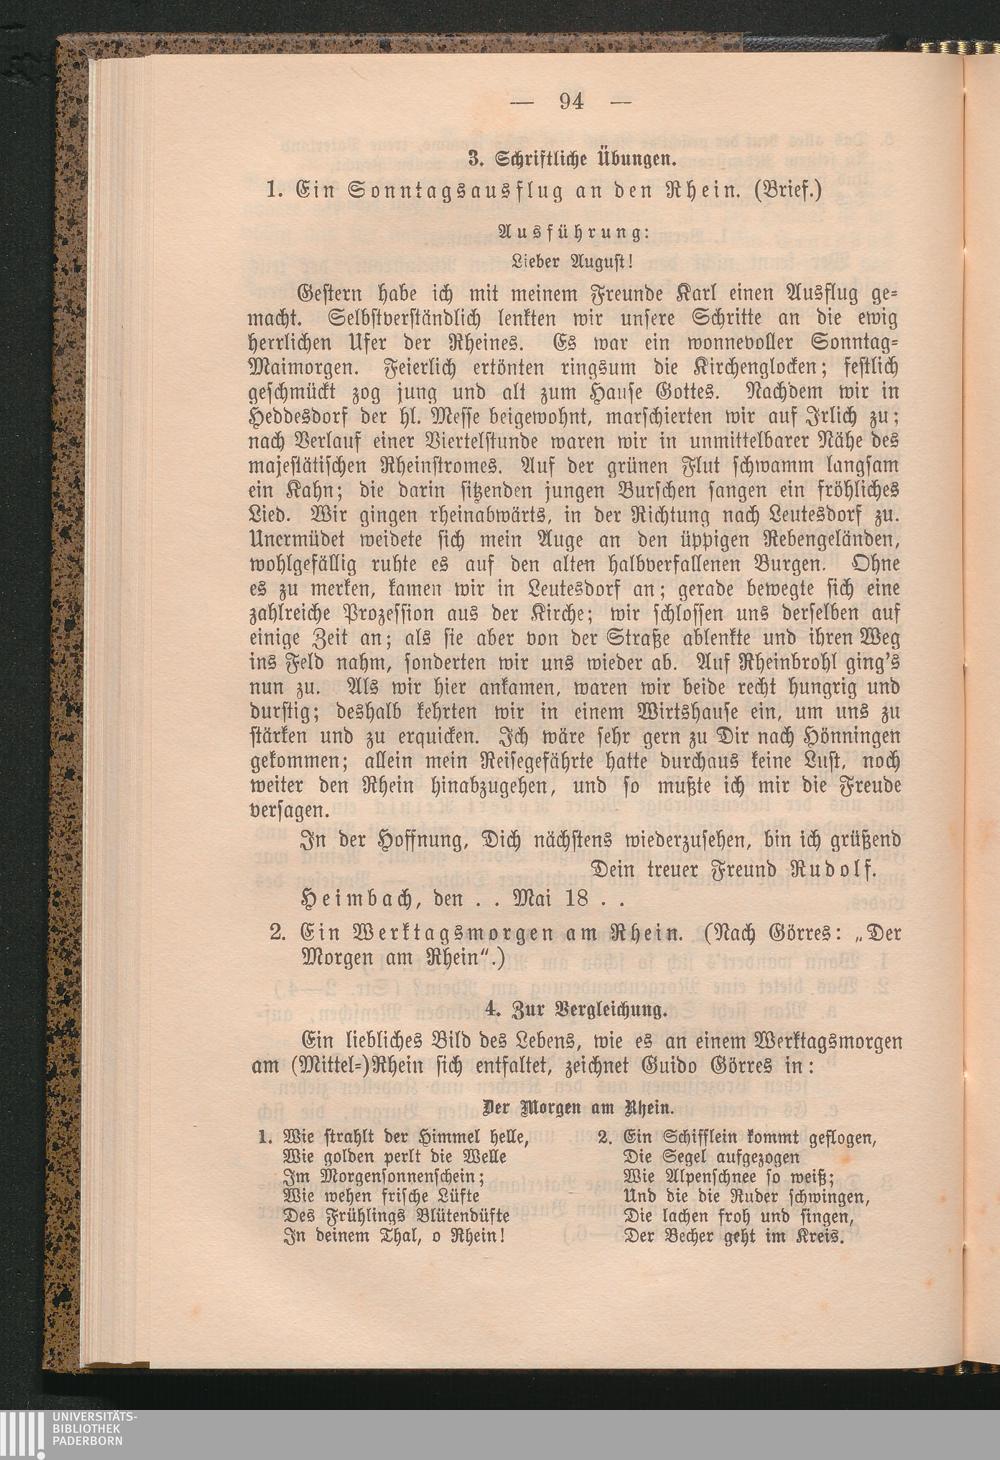 — 94 —
3. Schriftliche Übungen.
1. Ein Sonntagsausflug an den Rhein. (Brief.)
Ausführung:
Lieber August!
Gestern habe ich mit meinem Freunde Karl einen Ausflug ge-
macht. Selbstverständlich lenkten wir unsere Schritte an die ewig
herrlichen Ufer der Rheines. Es war ein wonnevoller Sonntag-
Maimorgen. Feierlich ertönten ringsum die Kirchenglocken; festlich
geschmückt zog jung und alt zum Hause Gottes. Nachdem wir in
Heddesdorf der hl. Messe beigewohnt, marschierten wir auf Irlich zu;
nach Verlauf einer Viertelstunde waren wir in unmittelbarer Nähe des
majestätischen Rheinstromes. Auf der grünen Flut schwamm langsam
ein Kahn; die darin sitzenden jungen Burschen sangen ein fröhliches
Lied. Wir gingen rheinabwärts, in der Richtung nach Leutesdorf zu.
Unermüdet weidete sich mein Auge an den üppigen Rebengeländen,
wohlgefällig ruhte es auf den alten halbverfallenen Burgen. Ohne
es zu merken, kamen wir in Leutesdorf an; gerade bewegte sich eine
zahlreiche Prozession aus der Kirche; wir schlossen uns derselben auf
einige Zeit an; als sie aber von der Straße ablenkte und ihren Weg
ins Feld nahm, sonderten wir uns wieder ab. Auf Rheinbrohl ging's
nun zu. Als wir hier ankamen, waren wir beide recht hungrig und
durstig; deshalb kehrten wir in einem Wirtshause ein, um uns zu
stärken und zu erquicken. Ich wäre sehr gern zu Dir nach Hönningen
gekommen; allein mein Reisegefährte hatte durchaus keine Lust, noch
weiter den Rhein hinabzugehen, und so mußte ich mir die Freude
versagen.
In der Hoffnung, Dich nächstens wiederzusehen, bin ich grüßend
Dein treuer Freund Rudolf.
Heimbach, den . . Mai 18 . .
2. Ein Werktagsmorgen am Rhein. (Nach Görres: „Der
Morgen am Rhein“.)
4. Zur Vergleichung.
Ein liebliches Bild des Lebens, wie es an einem Werktagsmorgen
am (Mittel-)Rhein sich entfaltet, zeichnet Guido Görres in:
Der Morgen am Rhein.
1. Wie strahlt der Himmel helle,
Wie golden perlt die Welle
Im Morgensonnenschein;
Wie wehen frische Lüfte
Des Frühlings Blütendüfte
In deinem Thal, o Rhein!
2. Ein Schifflein kommt geflogen,
Die Segel aufgezogen
Wie Alpenschnee so weiß;
Und die die Ruder schwingen,
Die lachen froh und singen,
Der Becher geht im Kreis.
UNIVERSITÄTS-
BIBLIOTHEK
PADERBORN